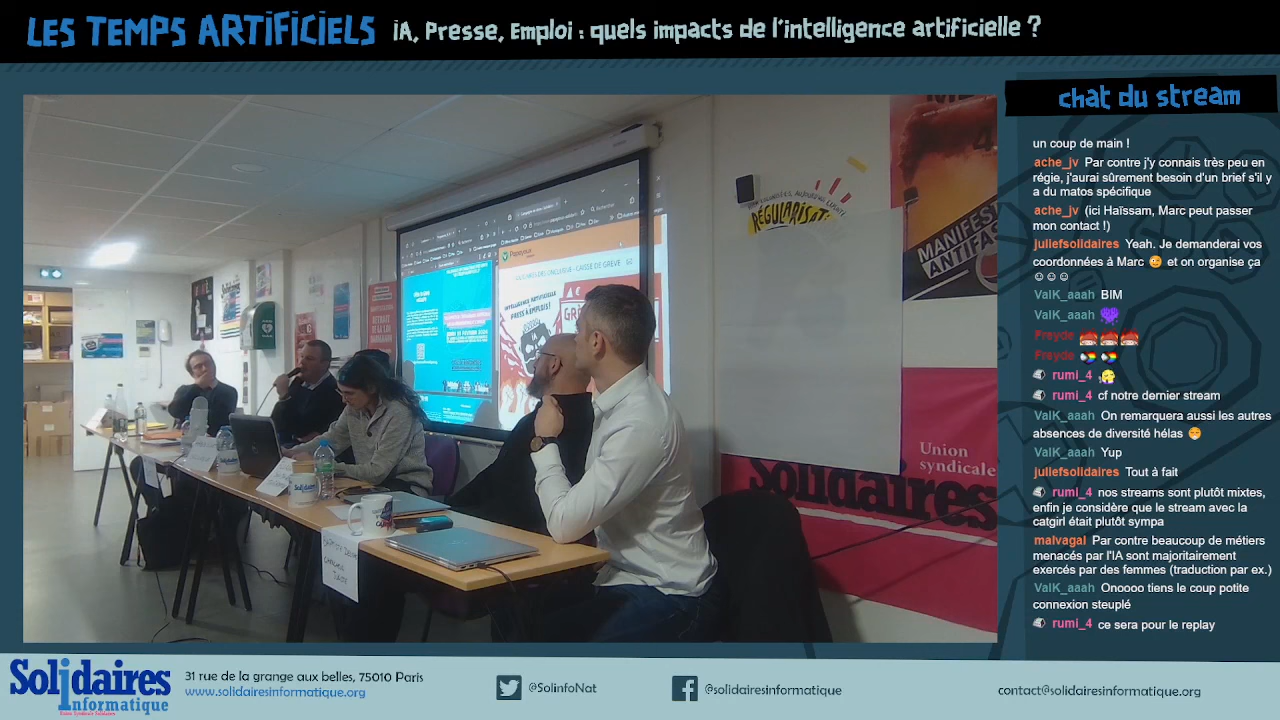 LES TEMPS ARTIFICIELS
IA, Presse, Emploi : quels impacts de l'intelligence artificielle ?
chat du stream
un coup de main !
ache_jv Par contre j'y connais très peu en
régie, j'aurai sûrement besoin d'un brief s'il y
a du matos spécifique
ache_jv (ici Haïssam, Marc peut passer
mon contact !)
juliefsolidaires Yeah. Je demanderai vos
coordonnées à Marc 😉 et on organise ça
☺☺☺
ValK_aaah BIM
ValK_aaah 💜
Freyde
Freyde
rumi_4
rumi_4 cf notre dernier stream
ValK_aaah On remarquera aussi les autres
absences de diversité hélas 😁
ValK_aaah Yup
juliefsolidaires Tout à fait
rumi_4 nos streams sont plutôt mixtes,
enfin je considère que le stream avec la
catgirl était plutôt sympa
malvagal Par contre beaucoup de métiers
menacés par l'IA sont majoritairement
exercés par des femmes (traduction par ex.)
ValK_aaah Onoooo tiens le coup potite
connexion steuplé
rumi_4 ce sera pour le replay
CAISSE DE GRÈVE
INTELLIGENCE ARTIFICIELLE
PRESSE & EMPLOIS!
MANIFEST
ANTIFA
Union
syndicale
Solidaires
Solidaires
Informatique
31 rue de la grange aux belles, 75010 Paris
www.solidairesinformatique.org
@SolinfoNat
@solidairesinformatique
contact@solidairesinformatique.org